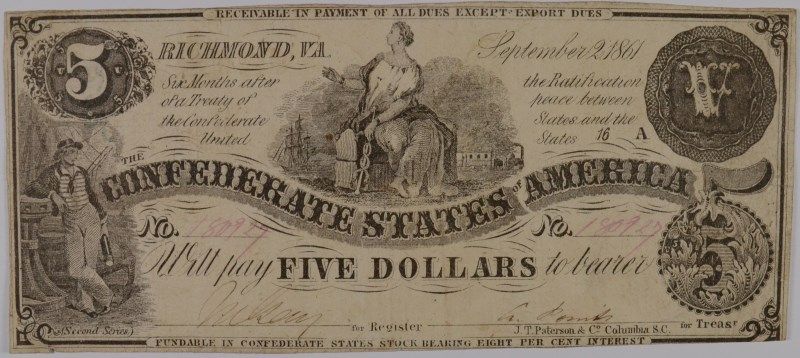 RECEIVABLE IN PAYMENT OF ALL DUES EXCEPT EXPORT DUES
5
RICHMOND, VA.
September 2, 1861
V
Six Months after
of a Treaty of
the Confederate
United
the Ratification
peace between
States and the
States 16 A
THE
CONFEDERATE STATES OF AMERICA
No. 180929
No. 180929
5
Will pay FIVE DOLLARS to bearer
(Second Series.)
for Register
J.T. Paterson & Co. Columbia S.C.
for Treasr
FUNDABLE IN CONFEDERATE STATES STOCK BEARING EIGHT PER CENT INTEREST